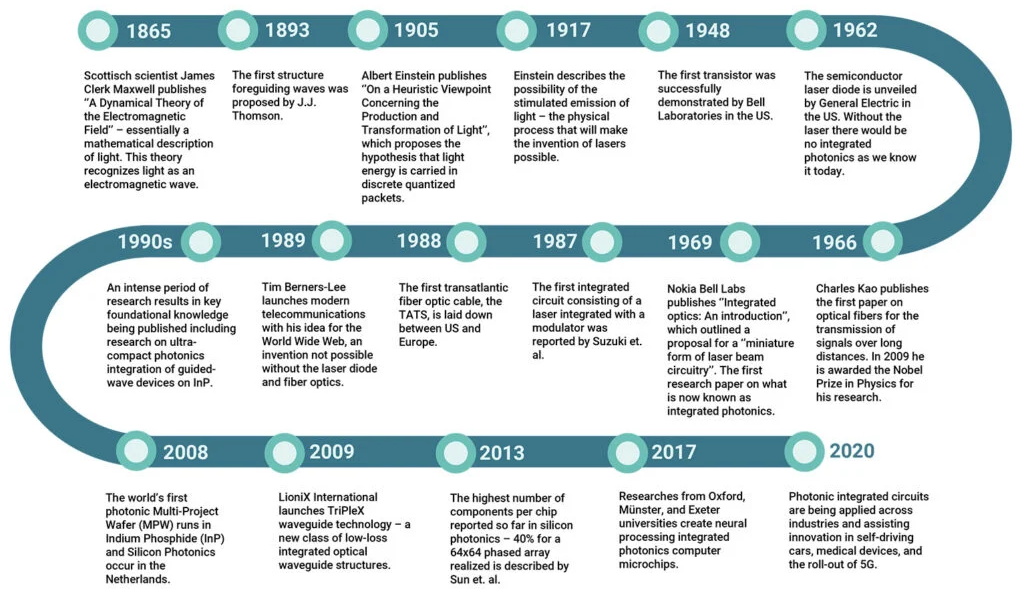 1865
Scottisch scientist James
Clerk Maxwell publishes
“A Dynamical Theory of
the Electromagnetic
Field” – essentially a
mathematical description
of light. This theory
recognizes light as an
electromagnetic wave.
1893
The first structure
foreguiding waves was
proposed by J.J.
Thomson.
1905
Albert Einstein publishes
“On a Heuristic Viewpoint
Concerning the
Production and
Transformation of Light”,
which proposes the
hypothesis that light
energy is carried in
discrete quantized
packets.
1917
Einstein describes the
possibility of the
stimulated emission of
light – the physical
process that will make
the invention of lasers
possible.
1948
The first transistor was
successfully
demonstrated by Bell
Laboratories in the US.
1962
The semiconductor
laser diode is unveiled
by General Electric in
the US. Without the
laser there would be
no integrated
photonics as we know
it today.
1966
Charles Kao publishes
the first paper on
optical fibers for the
transmission of
signals over long
distances. In 2009 he
is awarded the Nobel
Prize in Physics for
his research.
1969
Nokia Bell Labs
publishes “Integrated
optics: An introduction”,
which outlined a
proposal for a “miniature
form of laser beam
circuitry”. The first
research paper on what
is now known as
integrated photonics.
1987
The first integrated
circuit consisting of a
laser integrated with a
modulator was
reported by Suzuki et.
al.
1988
The first transatlantic
fiber optic cable, the
TATS, is laid down
between US and
Europe.
1989
Tim Berners-Lee
launches modern
telecommunications
with his idea for the
World Wide Web, an
invention not possible
without the laser diode
and fiber optics.
1990s
An intense period of
research results in key
foundational knowledge
being published including
research on ultra-
compact photonics
integration of guided-
wave devices on InP.
2008
The world’s first
photonic Multi-Project
Wafer (MPW) runs in
Indium Phosphide (InP)
and Silicon Photonics
occur in the
Netherlands.
2009
LioniX International
launches TriPleX
waveguide technology – a
new class of low-loss
integrated optical
waveguide structures.
2013
The highest number of
components per chip
reported so far in silicon
photonics – 40% for a
64x64 phased array
realized is described by
Sun et. al.
2017
Researches from Oxford,
Münster, and Exeter
universities create neural
processing integrated
photonics computer
microchips.
2020
Photonic integrated circuits
are being applied across
industries and assisting
innovation in self-driving
cars, medical devices, and
the roll-out of 5G.